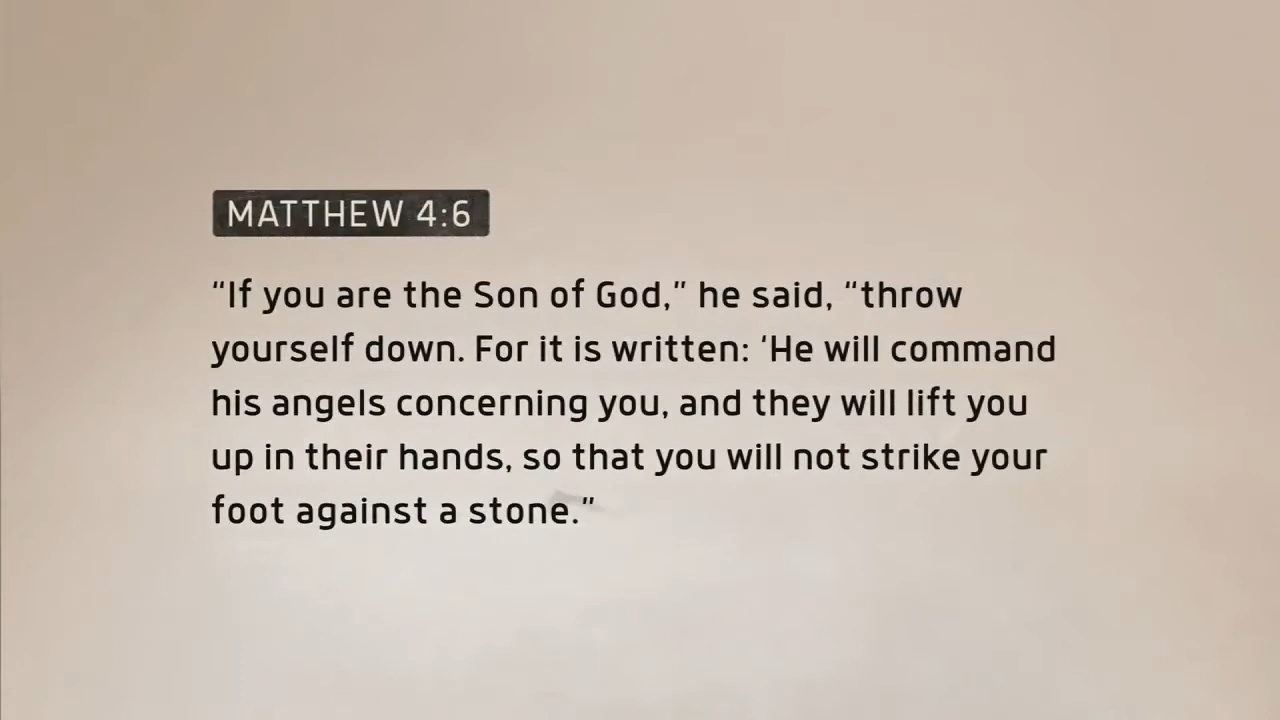 MATTHEW 4:6
“If you are the Son of God,” he said, “throw
yourself down. For it is written: ‘He will command
his angels concerning you, and they will lift you
up in their hands, so that you will not strike your
foot against a stone.”